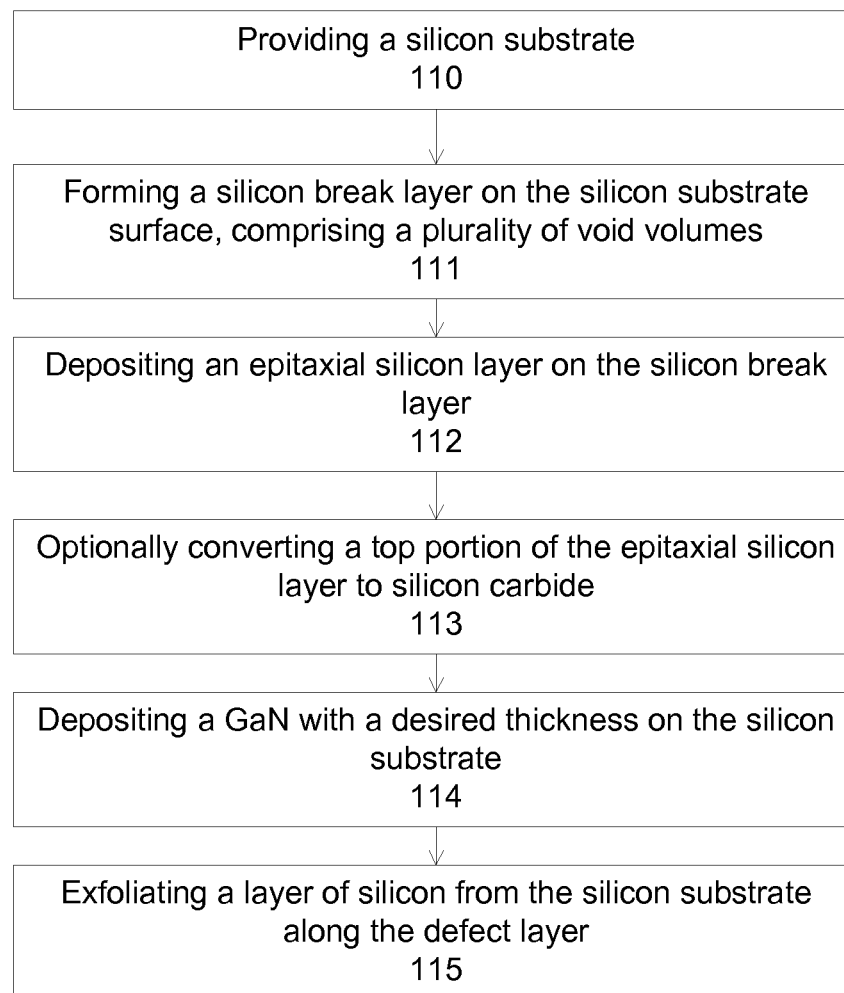 Providing a silicon substrate
110
Forming a silicon break layer on the silicon substrate
surface, comprising a plurality of void volumes
111
Depositing an epitaxial silicon layer on the silicon break
layer
112
Optionally converting a top portion of the epitaxial silicon
layer to silicon carbide
113
Depositing a GaN with a desired thickness on the silicon
substrate
114
Exfoliating a layer of silicon from the silicon substrate
along the defect layer
115